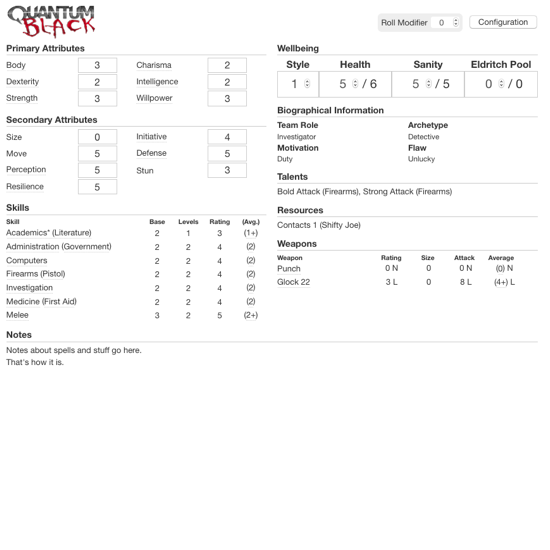 QUANTUM
BLACK
Roll Modifier 0
Configuration
Primary Attributes
Body 3 Charisma 2
Dexterity 2 Intelligence 2
Strength 3 Willpower 3
Secondary Attributes
Size 0 Initiative 4
Move 5 Defense 5
Perception 5 Stun 3
Resilience 5
Skills
Skill Base Levels Rating (Avg.)
Academics* (Literature) 2 1 3 (1+)
Administration (Government) 2 2 4 (2)
Computers 2 2 4 (2)
Firearms (Pistol) 2 2 4 (2)
Investigation 2 2 4 (2)
Medicine (First Aid) 2 2 4 (2)
Melee 3 2 5 (2+)
Wellbeing
Style Health Sanity Eldritch Pool
1 5 / 6 5 / 5 0 / 0
Biographical Information
Team Role Archetype
Investigator Detective
Motivation Flaw
Duty Unlucky
Talents
Bold Attack (Firearms), Strong Attack (Firearms)
Resources
Contacts 1 (Shifty Joe)
Weapons
Weapon Rating Size Attack Average
Punch 0 N 0 0 N (0) N
Glock 22 3 L 0 8 L (4+) L
Notes
Notes about spells and stuff go here.
That's how it is.